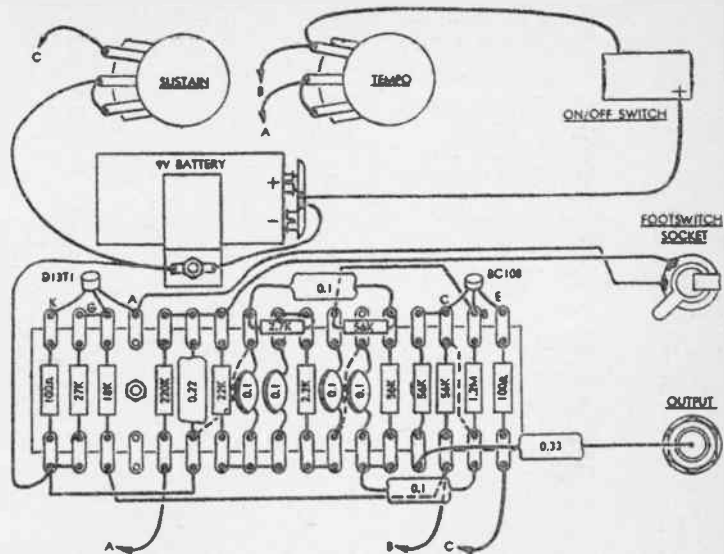 C
SUSTAIN
TEMPO
B
A
ON/OFF SWITCH
+
9V BATTERY
+
-
FOOTSWITCH
SOCKET
D13T1
BC108
K
G
A
0.1
C
E
2.7K
56K
100Ω
27K
18K
220K
0.22
22K
0.1
0.1
2.2K
0.1
0.1
56K
56K
56K
1.2M
100Ω
OUTPUT
0.33
0.1
A
B
C